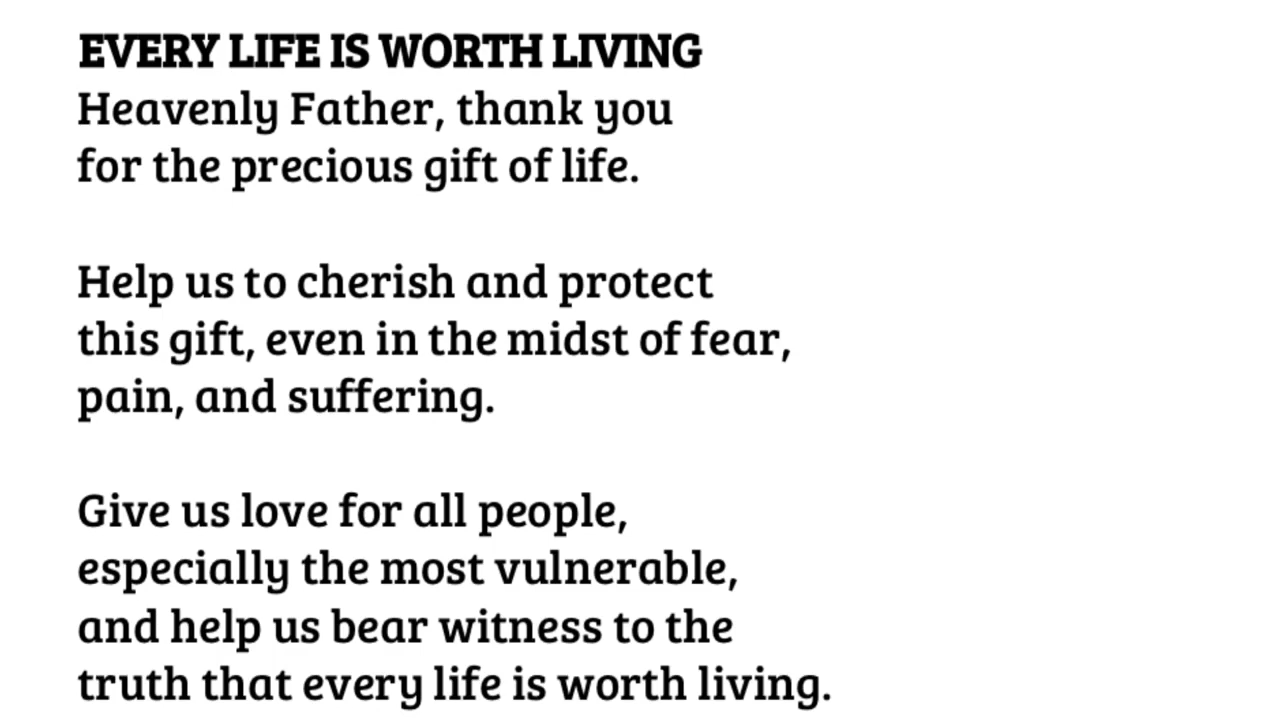 EVERY LIFE IS WORTH LIVING
Heavenly Father, thank you
for the precious gift of life.
Help us to cherish and protect
this gift, even in the midst of fear,
pain, and suffering.
Give us love for all people,
especially the most vulnerable,
and help us bear witness to the
truth that every life is worth living.